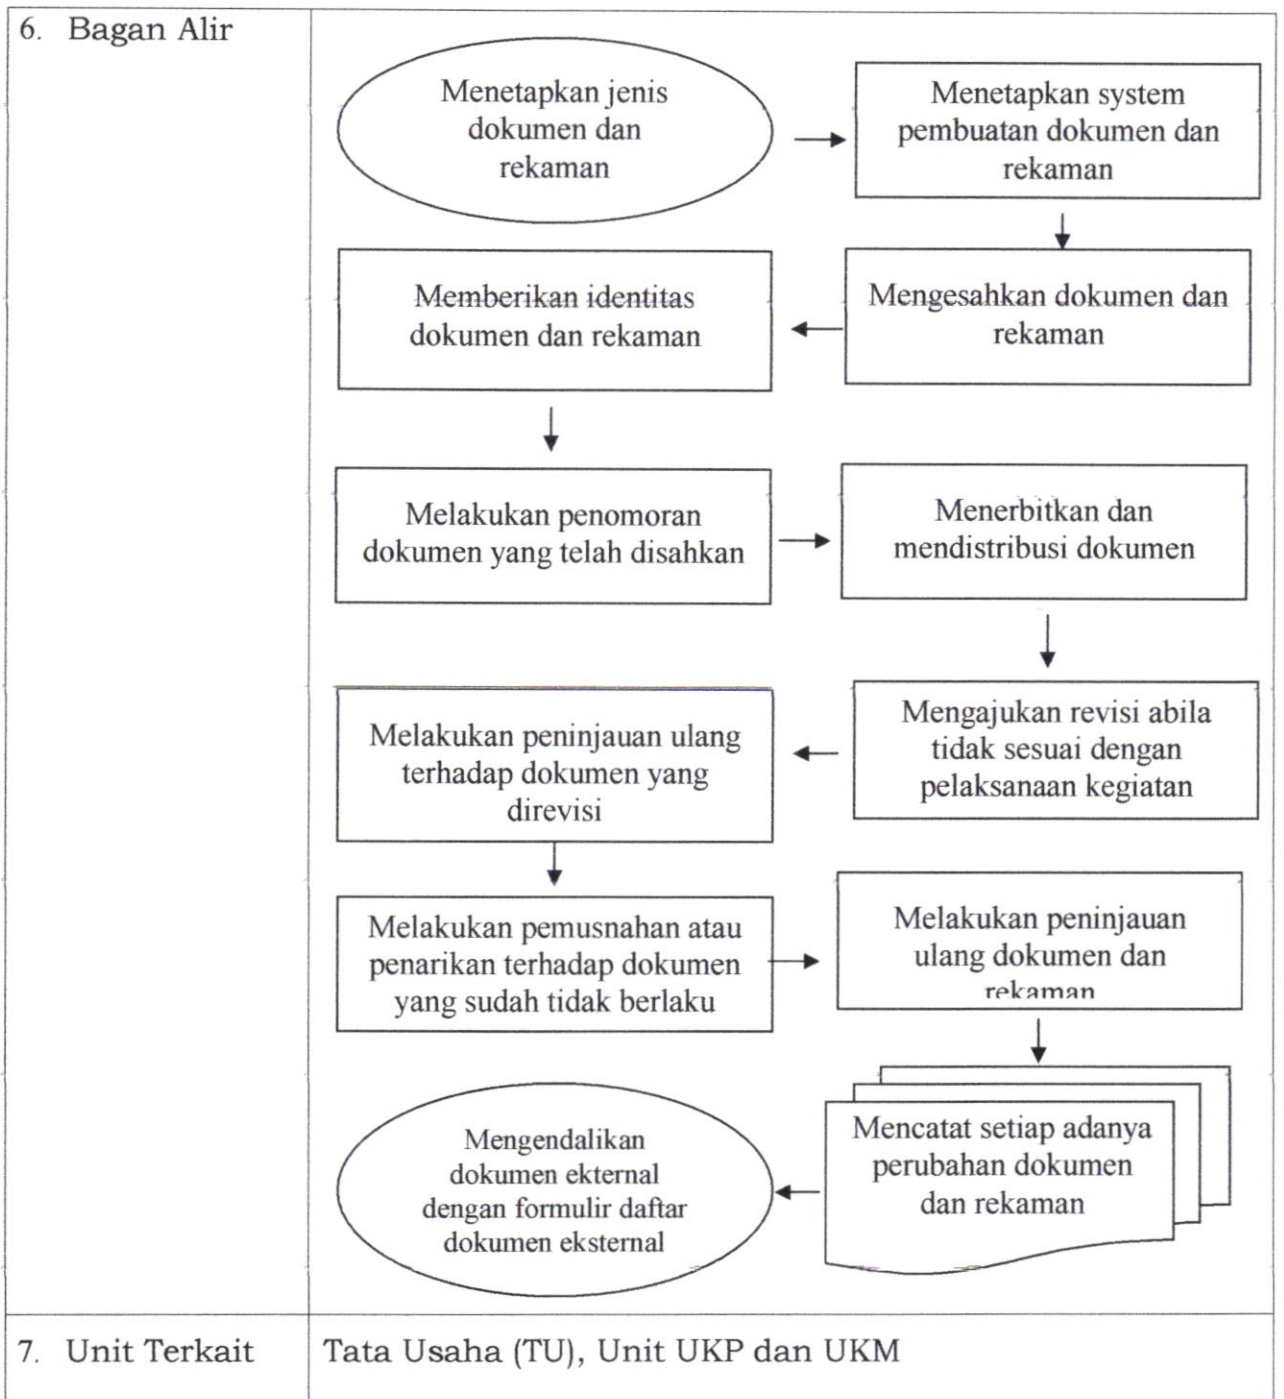 6. Bagan Alir
Menetapkan jenis
dokumen dan
rekaman
Menetapkan system
pembuatan dokumen dan
rekaman
Mengesahkan dokumen dan
rekaman
Memberikan identitas
dokumen dan rekaman
Melakukan penomoran
dokumen yang telah disahkan
Menerbitkan dan
mendistribusi dokumen
Mengajukan revisi abila
tidak sesuai dengan
pelaksanaan kegiatan
Melakukan peninjauan ulang
terhadap dokumen yang
direvisi
Melakukan pemusnahan atau
penarikan terhadap dokumen
yang sudah tidak berlaku
Melakukan peninjauan
ulang dokumen dan
rekaman
Mencatat setiap adanya
perubahan dokumen
dan rekaman
Mengendalikan
dokumen ekternal
dengan formulir daftar
dokumen eksternal
7. Unit Terkait
Tata Usaha (TU), Unit UKP dan UKM